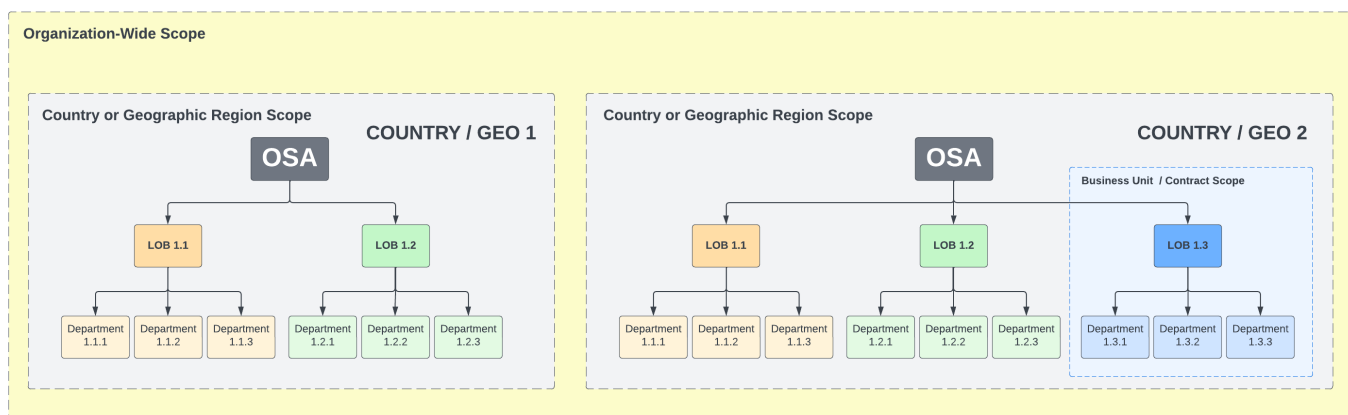 Organization-Wide Scope
Country or Geographic Region Scope
COUNTRY / GEO 1
OSA
LOB 1.1
LOB 1.2
Department
1.1.1
Department
1.1.2
Department
1.1.3
Department
1.2.1
Department
1.2.2
Department
1.2.3
Country or Geographic Region Scope
COUNTRY / GEO 2
OSA
Business Unit / Contract Scope
LOB 1.1
LOB 1.2
LOB 1.3
Department
1.1.1
Department
1.1.2
Department
1.1.3
Department
1.2.1
Department
1.2.2
Department
1.2.3
Department
1.3.1
Department
1.3.2
Department
1.3.3